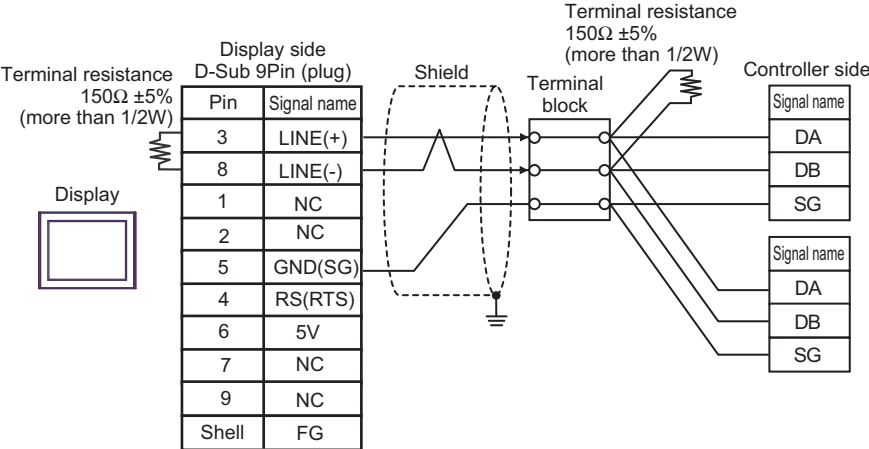 Terminal resistance
150Ω ±5%
(more than 1/2W)
Display side
D-Sub 9Pin (plug)
Terminal resistance
150Ω ±5%
(more than 1/2W)
Shield
Terminal
block
Controller side
Pin Signal name
3 LINE(+)
8 LINE(-)
1 NC
2 NC
5 GND(SG)
4 RS(RTS)
6 5V
7 NC
9 NC
Shell FG
Display
Signal name
DA
DB
SG
Signal name
DA
DB
SG